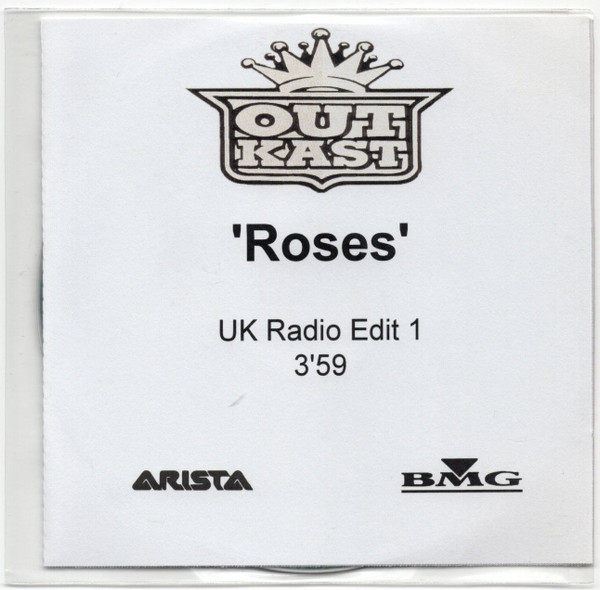 OUT
KAST
'Roses'
UK Radio Edit 1
3'59
ARISTA
BMG